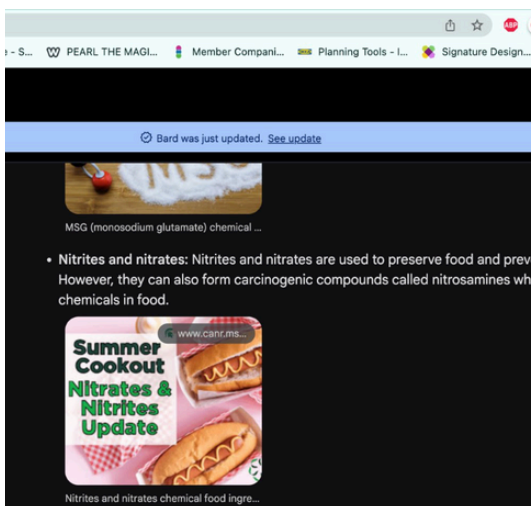 e - S... PEARL THE MAGI... Member Compani... Planning Tools - I... Signature Design...
ABP
Bard was just updated. See update
MSG
MSG (monosodium glutamate) chemical ...
• Nitrites and nitrates: Nitrites and nitrates are used to preserve food and prev
However, they can also form carcinogenic compounds called nitrosamines wh
chemicals in food.
www.canr.ms...
Summer
Cookout
Nitrates &
Nitrites
Update
Nitrites and nitrates chemical food ingre...